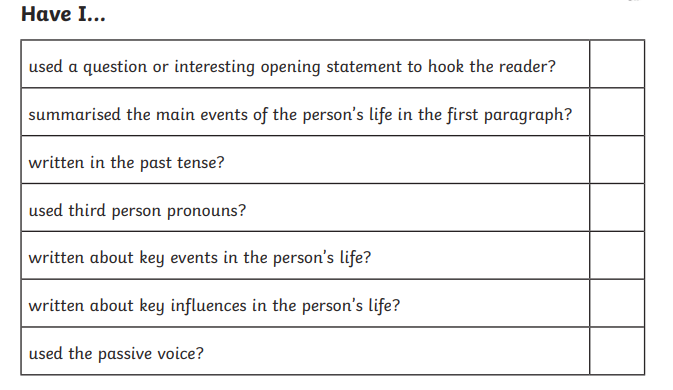 Have I...
used a question or interesting opening statement to hook the reader?
summarised the main events of the person's life in the first paragraph?
written in the past tense?
used third person pronouns?
written about key events in the person's life?
written about key influences in the person's life?
used the passive voice?